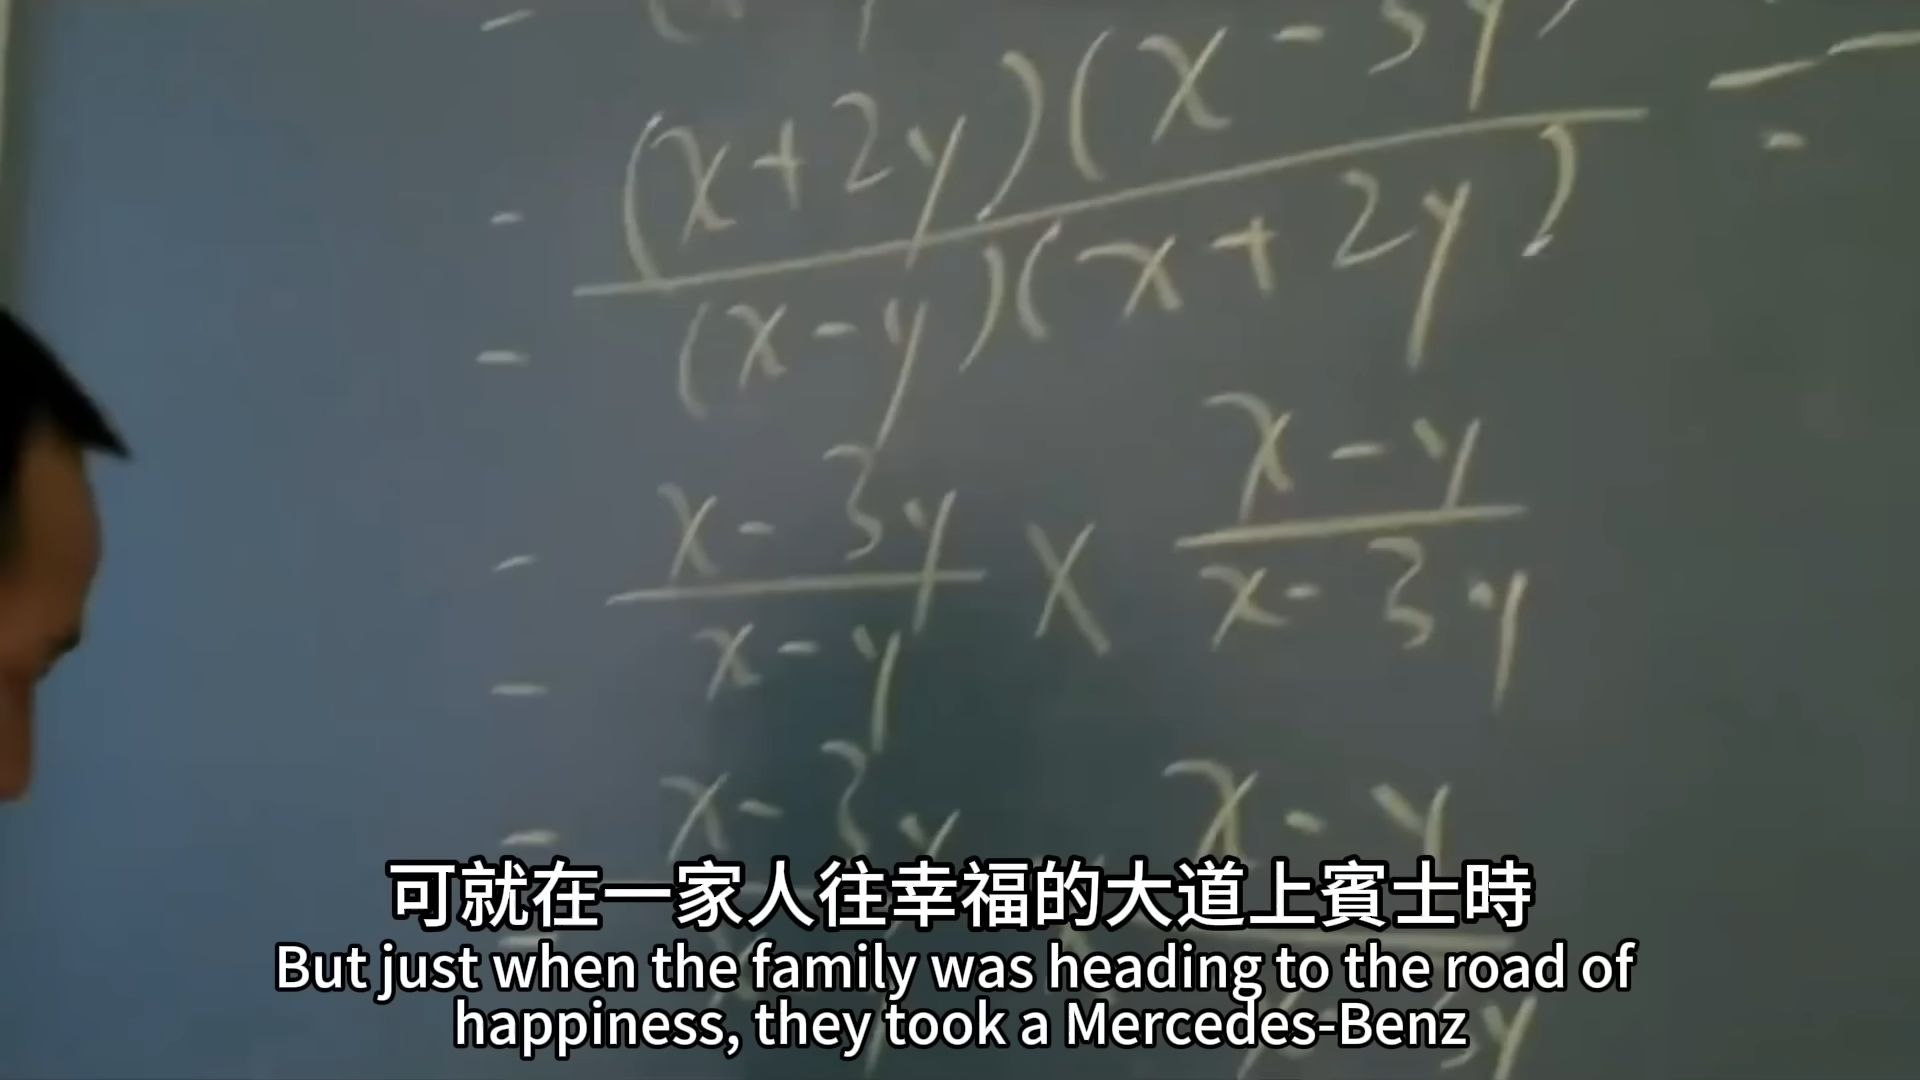 = (x+2y)(x-3y)
(x-y)(x+2y)
= x-3y × x-y
x-y x-3y
= x-3y x-y
可就在一家人往幸福的大道上賓士時
But just when the family was heading to the road of
happiness, they took a Mercedes-Benz